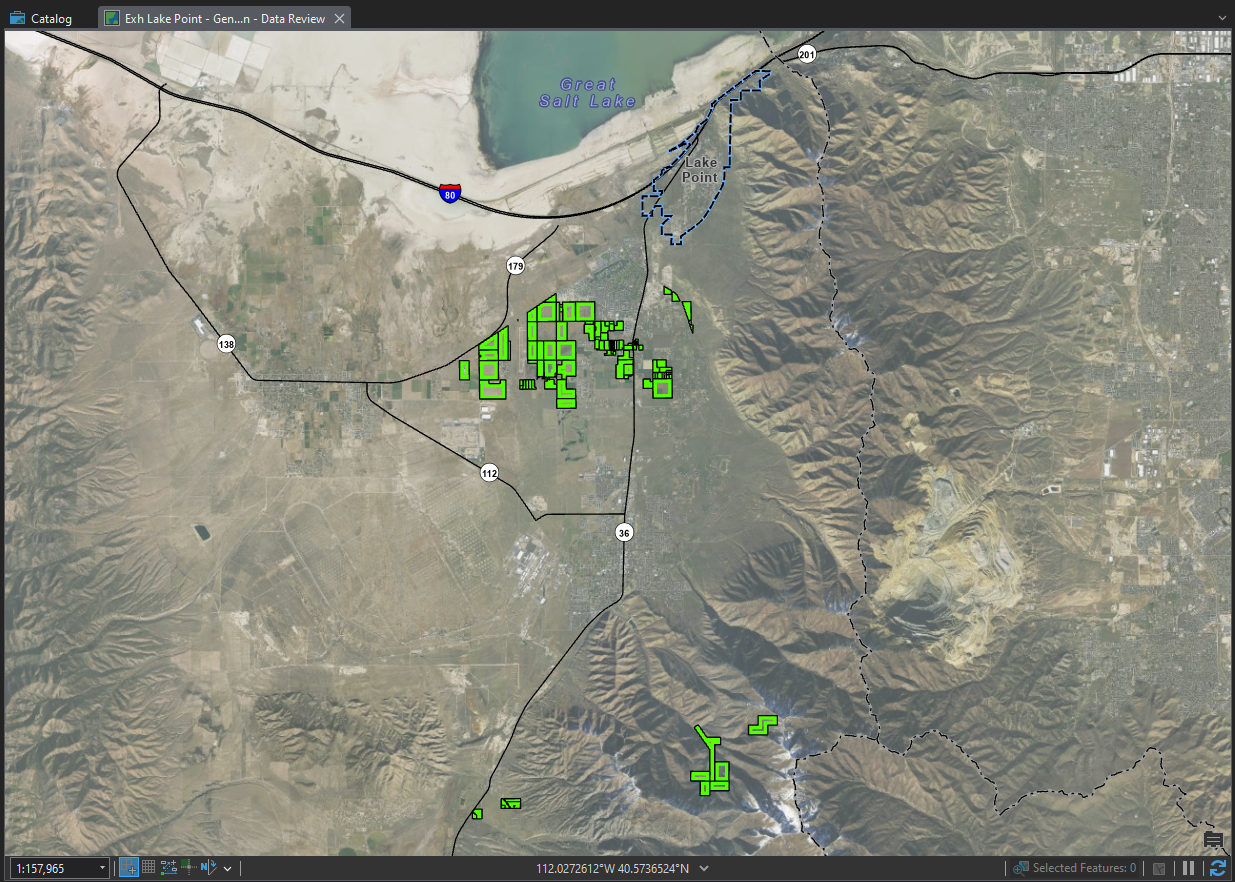 Catalog
Exh Lake Point - Gen...n - Data Review
201
Great
Salt Lake
Lake
Point
80
179
138
112
36
1:157,965
N
112.0272612°W 40.5736524°N
Selected Features: 0